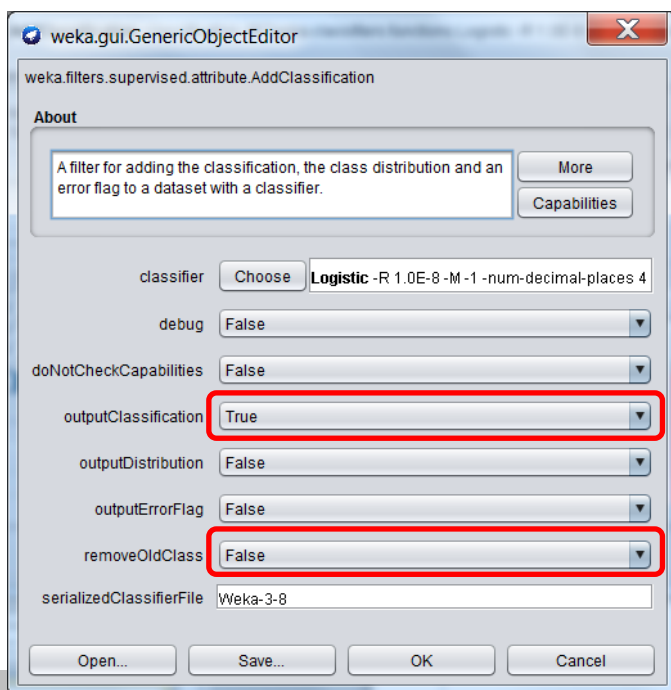 weka.gui.GenericObjectEditor
weka.filters.supervised.attribute.AddClassification
About
A filter for adding the classification, the class distribution and an
error flag to a dataset with a classifier.
More
Capabilities
classifier Choose Logistic -R 1.0E-8 -M -1 -num-decimal-places 4
debug False
doNotCheckCapabilities False
outputClassification True
outputDistribution False
outputErrorFlag False
removeOldClass False
serializedClassifierFile Weka-3-8
Open... Save... OK Cancel